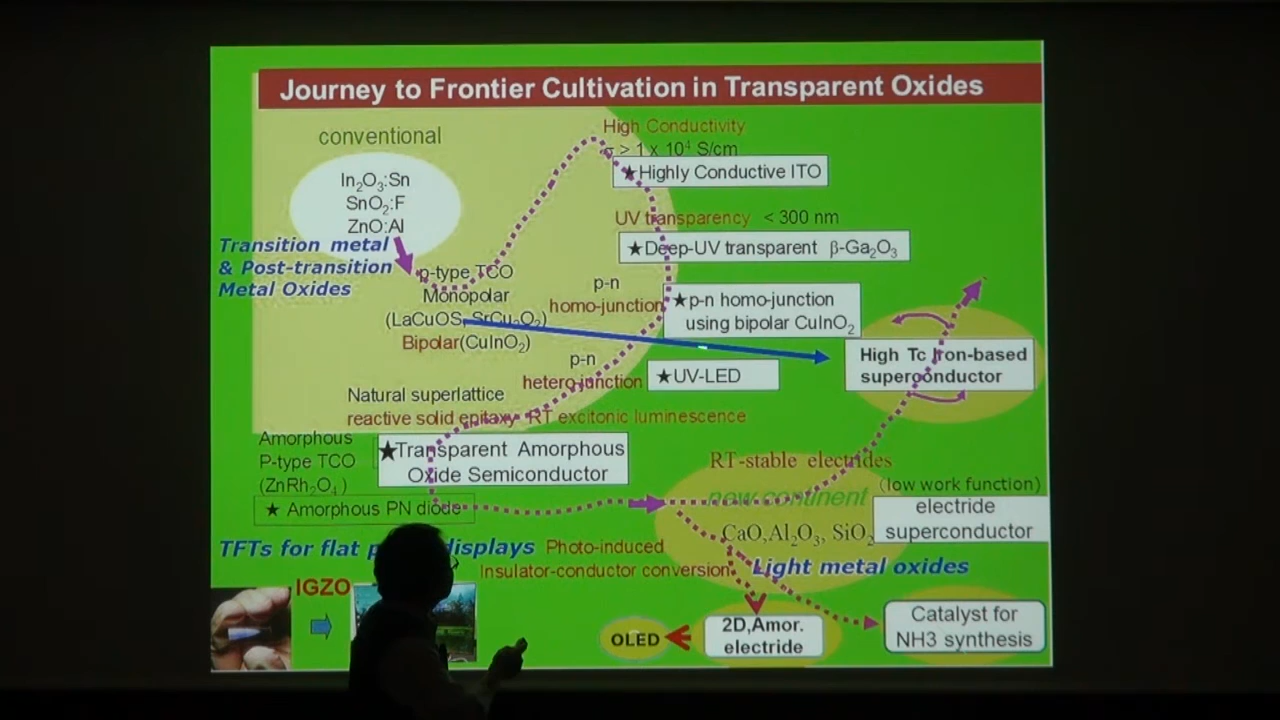 Journey to Frontier Cultivation in Transparent Oxides
conventional
In₂O₃:Sn
SnO₂:F
ZnO:Al
Transition metal
& Post-transition
Metal Oxides
High Conductivity
σ > 1 x 10⁴ S/cm
★Highly Conductive ITO
UV transparency < 300 nm
★Deep-UV transparent β-Ga₂O₃
p-type TCO
Monopolar
(LaCuOS, SrCu₂O₂)
Bipolar(CuInO₂)
p-n
homo-junction
★p-n homo-junction
using bipolar CuInO₂
High Tc Iron-based
superconductor
p-n
hetero-junction
★UV-LED
Natural superlattice
reactive solid epitaxy RT excitonic luminescence
Amorphous
P-type TCO
(ZnRh₂O₄)
★Transparent Amorphous
Oxide Semiconductor
★ Amorphous PN diode
RT-stable electrides
new continent
(low work function)
electride
superconductor
CaO,Al₂O₃, SiO₂
Light metal oxides
TFTs for flat displays
Photo-induced
Insulator-conductor conversion
IGZO
OLED
2D,Amor.
electride
Catalyst for
NH3 synthesis